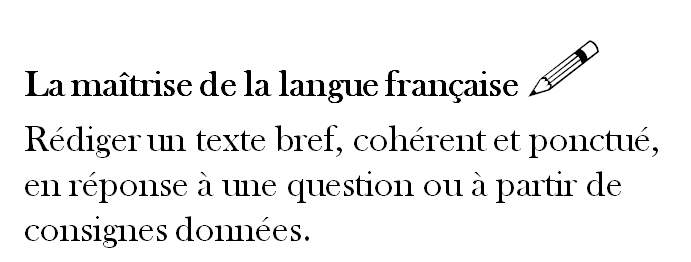 La maîtrise de la langue française
Rédiger un texte bref, cohérent et ponctué,
en réponse à une question ou à partir de
consignes données.